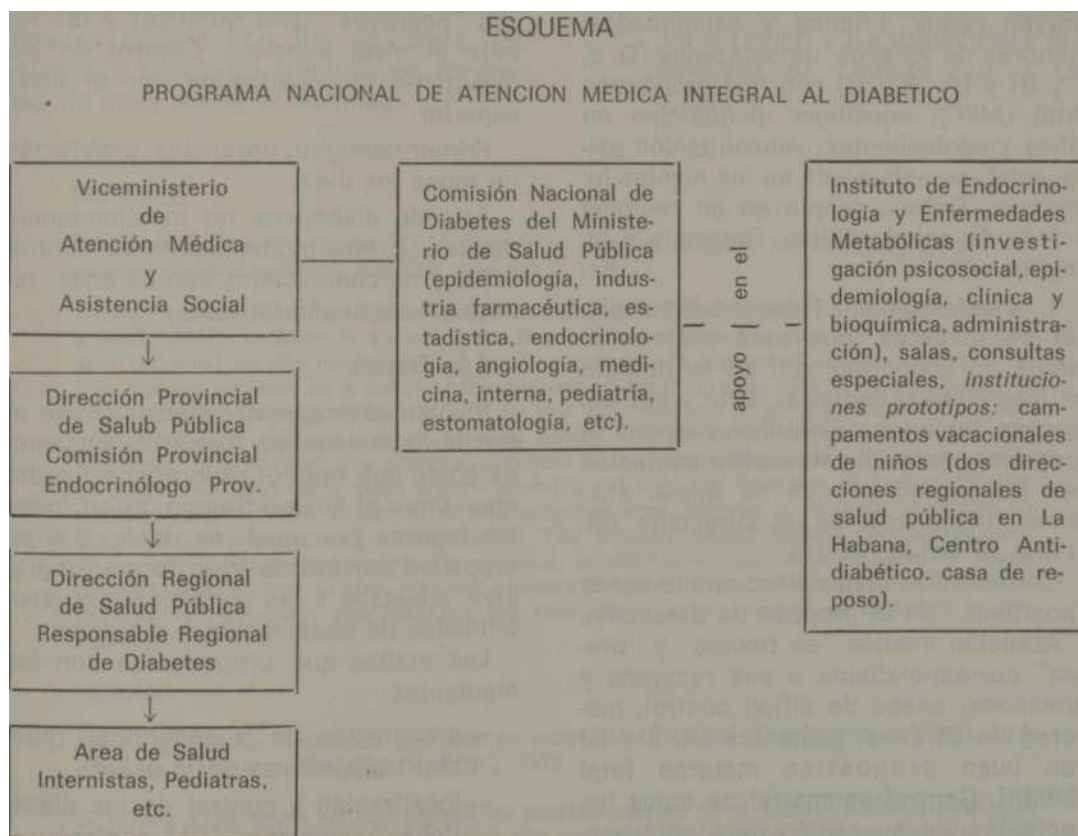 ESQUEMA
PROGRAMA NACIONAL DE ATENCION MEDICA INTEGRAL AL DIABETICO
Viceministerio
de
Atención Médica
y
Asistencia Social
Dirección Provincial
de Salub Pública
Comisión Provincial
Endocrinólogo Prov.
Dirección Regional
de Salud Pública
Responsable Regional
de Diabetes
Area de Salud
Internistas, Pediatras,
etc.
Comisión Nacional de
Diabetes del Ministe-
rio de Salud Pública
(epidemiología, indus-
tria farmacéutica, es-
tadística, endocrinolo-
gía, angiología, medi-
cina, interna, pediatría,
estomatología, etc).
apoyo en el
Instituto de Endocrino-
logía y Enfermedades
Metabólicas (investi-
gación psicosocial, epi-
demiología, clínica y
bioquímica, administra-
ción), salas, consultas
especiales, institucio-
nes prototipos: cam-
pamentos vacacionales
de niños (dos direc-
ciones regionales de
salud pública en La
Habana, Centro Anti-
diabético. casa de re-
poso).